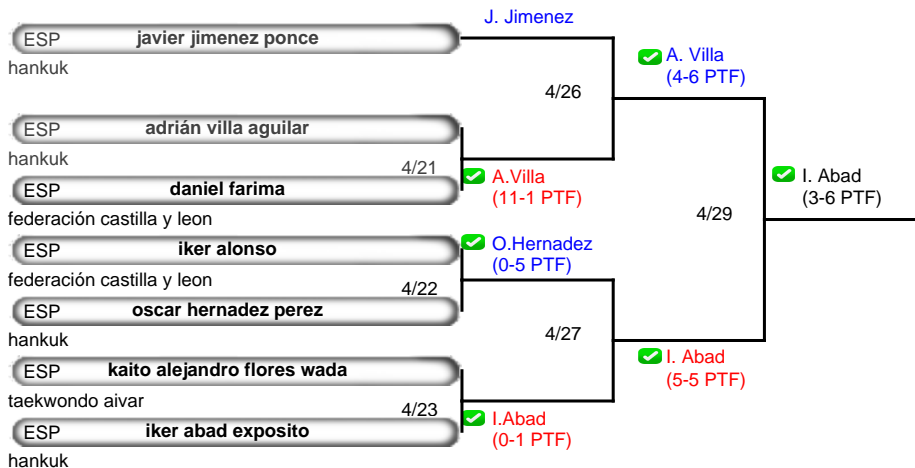 J. Jimenez
ESP javier jimenez ponce
hankuk
A. Villa
(4-6 PTF)
4/26
ESP adrián villa aguilar
hankuk
4/21
A.Villa
(11-1 PTF)
ESP daniel farima
federación castilla y leon
I. Abad
(3-6 PTF)
4/29
ESP iker alonso
federación castilla y leon
O.Hernadez
(0-5 PTF)
4/22
ESP oscar hernadez perez
hankuk
4/27
I. Abad
(5-5 PTF)
ESP kaito alejandro flores wada
taekwondo aivar
4/23
I.Abad
(0-1 PTF)
ESP iker abad exposito
hankuk